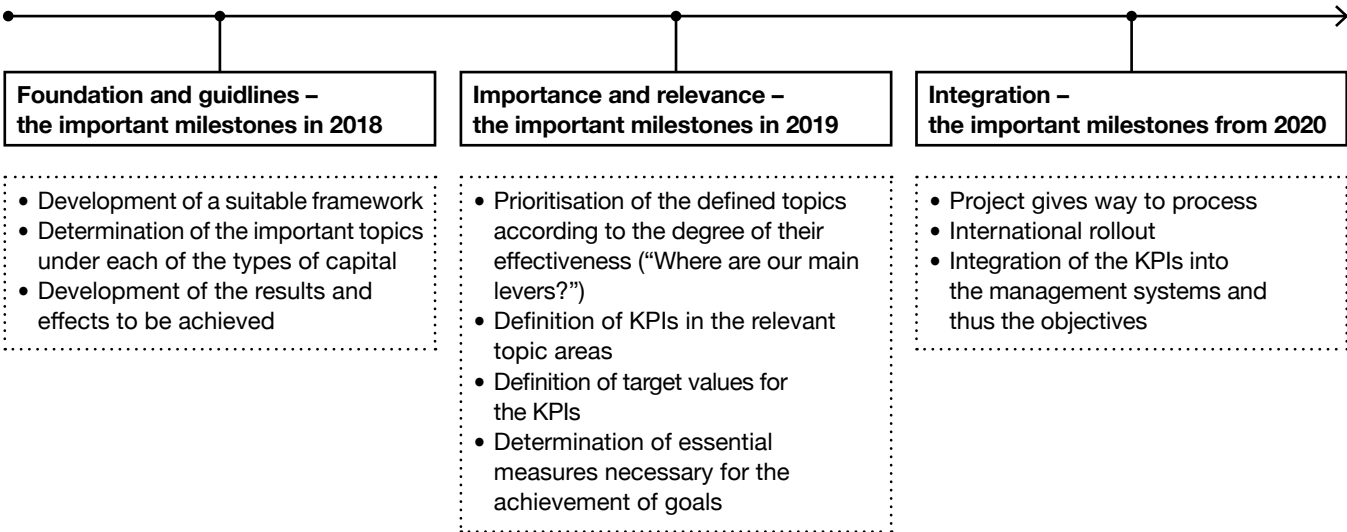 Foundation and guidlines –
the important milestones in 2018
• Development of a suitable framework
• Determination of the important topics
under each of the types of capital
• Development of the results and
effects to be achieved
Importance and relevance –
the important milestones in 2019
• Prioritisation of the defined topics
according to the degree of their
effectiveness (“Where are our main
levers?”)
• Definition of KPIs in the relevant
topic areas
• Definition of target values for
the KPIs
• Determination of essential
measures necessary for the
achievement of goals
Integration –
the important milestones from 2020
• Project gives way to process
• International rollout
• Integration of the KPIs into
the management systems and
thus the objectives